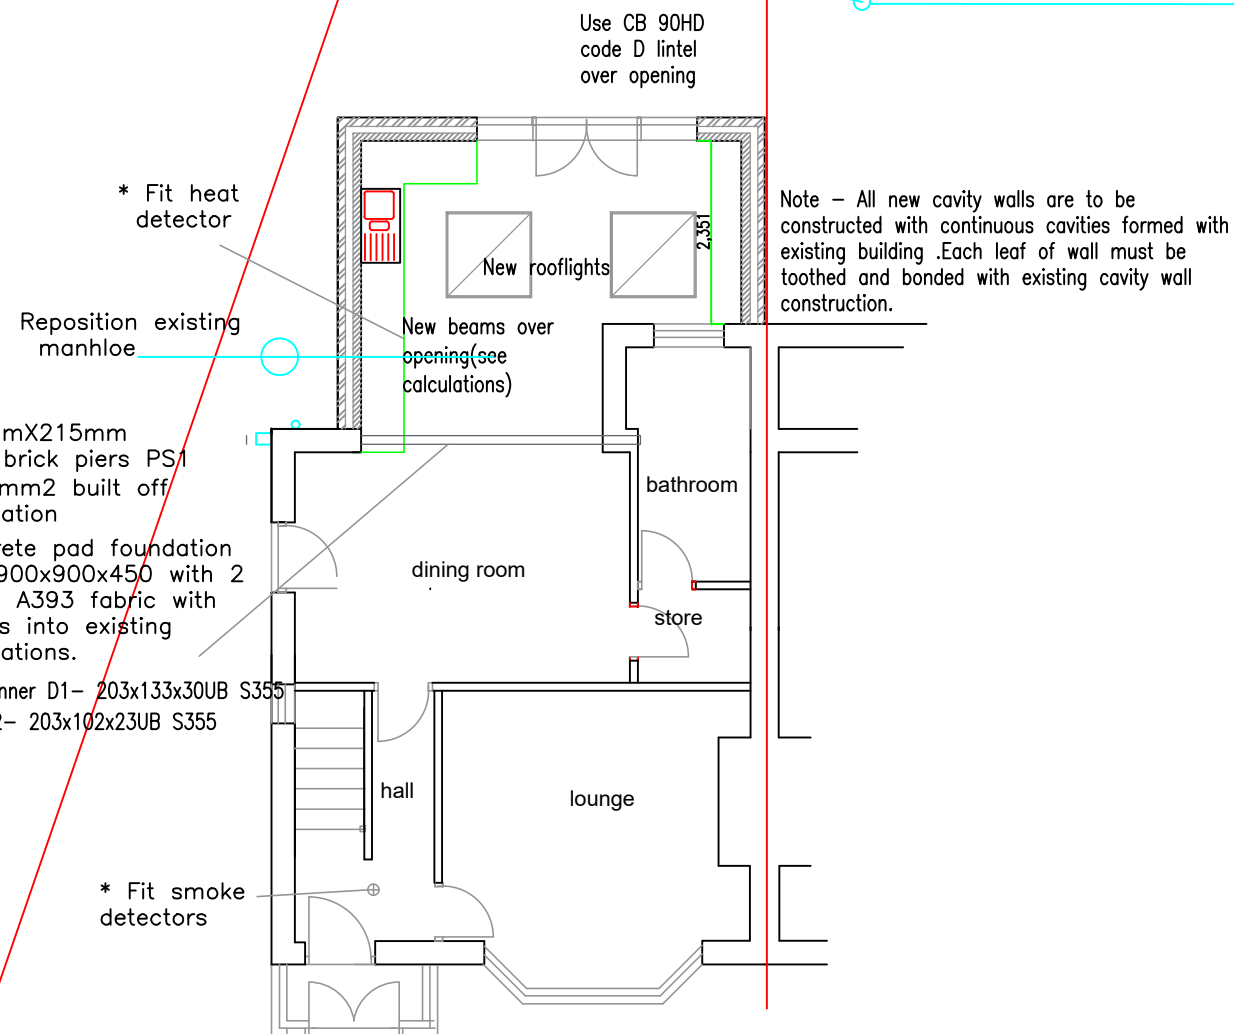 Use CB 90HD
code D lintel
over opening
* Fit heat
detector
Note – All new cavity walls are to be
constructed with continuous cavities formed with
existing building .Each leaf of wall must be
toothed and bonded with existing cavity wall
construction.
2,351
New rooflights
Reposition existing
manhloe
New beams over
opening(see
calculations)
mX215mm
brick piers PS1
mm2 built off
ation
rete pad foundation
900x900x450 with 2
A393 fabric with
s into existing
ations.
nner D1– 203x133x30UB S355
2– 203x102x23UB S355
bathroom
dining room
store
hall
lounge
* Fit smoke
detectors